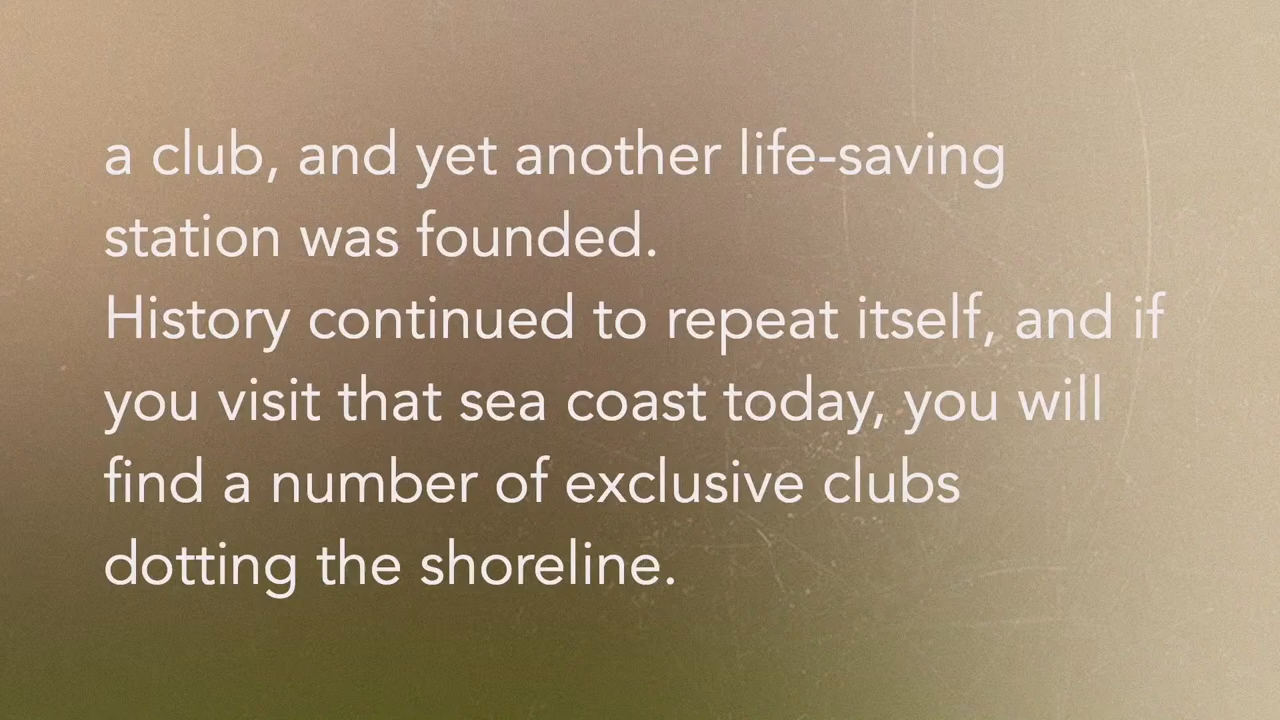 a club, and yet another life-saving
station was founded.
History continued to repeat itself, and if
you visit that sea coast today, you will
find a number of exclusive clubs
dotting the shoreline.